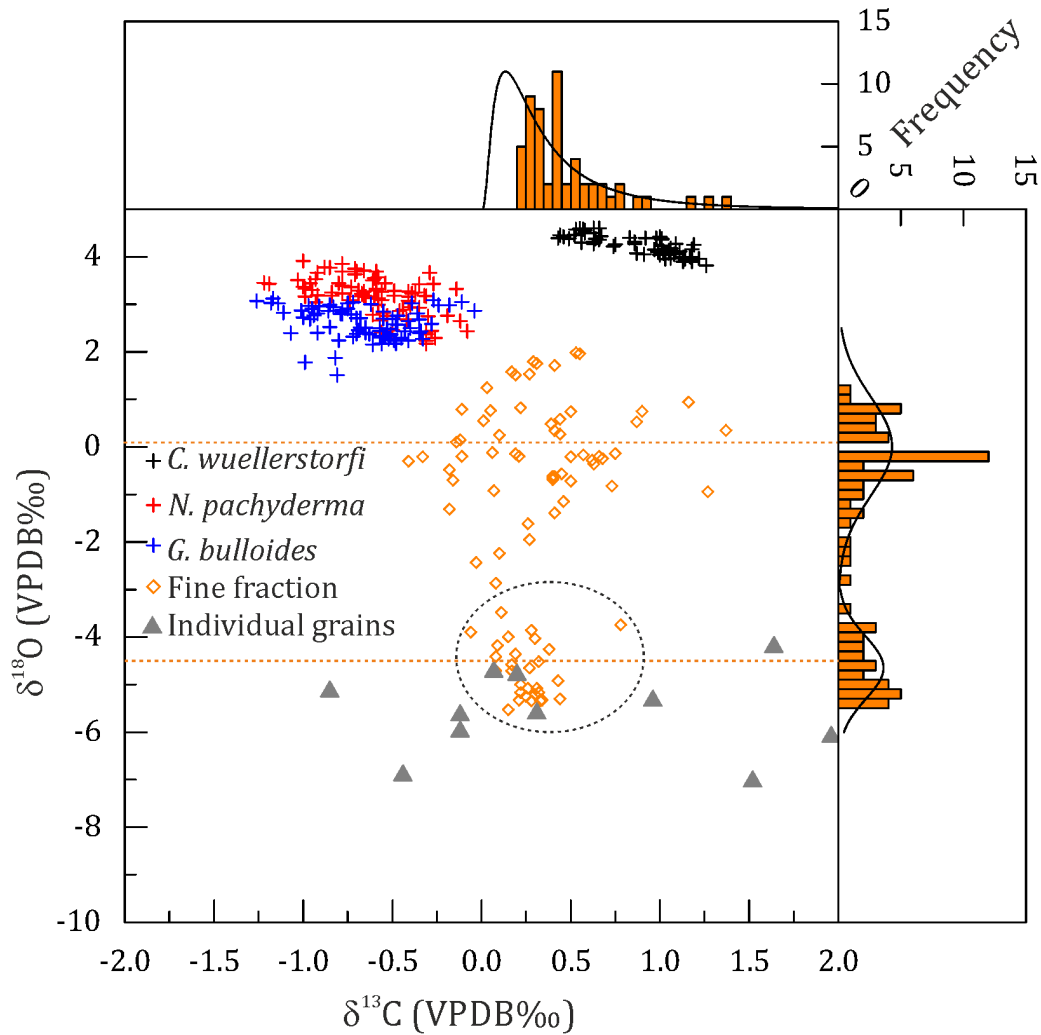 15
10
5
0
Frequency
5
10
15
4
2
0
-2
-4
-6
-8
-10
δ¹⁸O (VPDB‰)
C. wuellerstorfi
N. pachyderma
G. bulloides
Fine fraction
Individual grains
-2.0 -1.5 -1.0 -0.5 0.0 0.5 1.0 1.5 2.0
δ¹³C (VPDB‰)